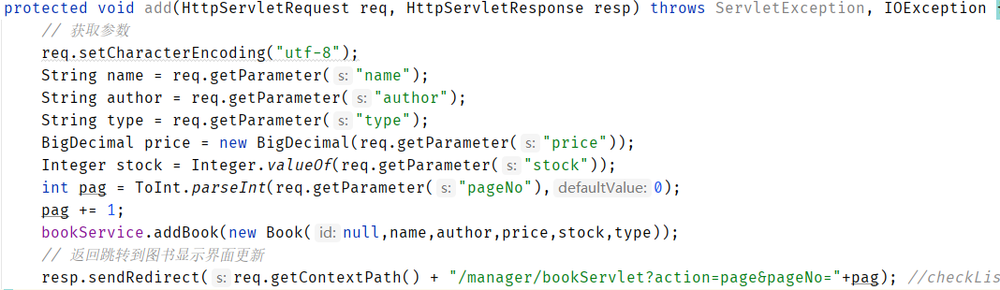 protected void add(HttpServletRequest req, HttpServletResponse resp) throws ServletException, IOException {
// 获取参数
req.setCharacterEncoding("utf-8");
String name = req.getParameter( s: "name");
String author = req.getParameter( s: "author");
String type = req.getParameter( s: "type");
BigDecimal price = new BigDecimal(req.getParameter( s: "price"));
Integer stock = Integer.valueOf(req.getParameter( s: "stock"));
int pag = ToInt.parseInt(req.getParameter( s: "pageNo"), defaultValue: 0);
pag += 1;
bookService.addBook(new Book( id: null,name,author,price,stock,type));
// 返回跳转到图书显示界面更新
resp.sendRedirect( s: req.getContextPath() + "/manager/bookServlet?action=page&pageNo="+pag); //checkLis